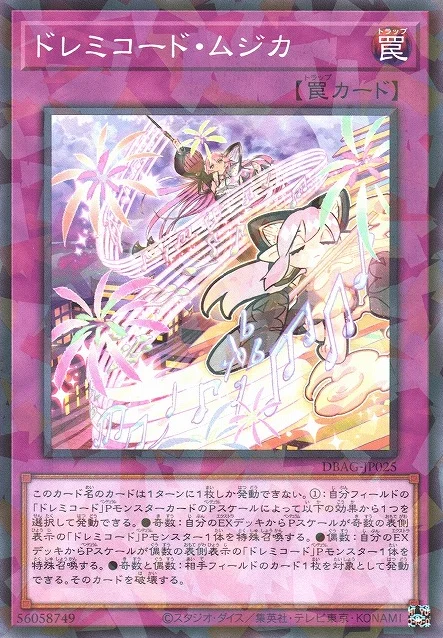 ドレミコード・ムジカ
トラップ
罠
【罠カード】
トラップ
DBAG-JP025
このカード名のカードは1ターンに1枚しか発動できない。①:自分フィールドの
「ドレミコード」PモンスターカードのPスケールによって以下の効果から1つを
選択して発動できる。●奇数:自分のEXデッキからPスケールが奇数の表側
表示の「ドレミコード」Pモンスター1体を特殊召喚する。●偶数:自分のEX
デッキからPスケールが偶数の表側表示の「ドレミコード」Pモンスター1体を
特殊召喚する。●奇数と偶数:相手フィールドのカード1枚を対象として発動
できる。そのカードを破壊する。
56058749
©スタジオ・ダイス/集英社・テレビ東京・KONAMI